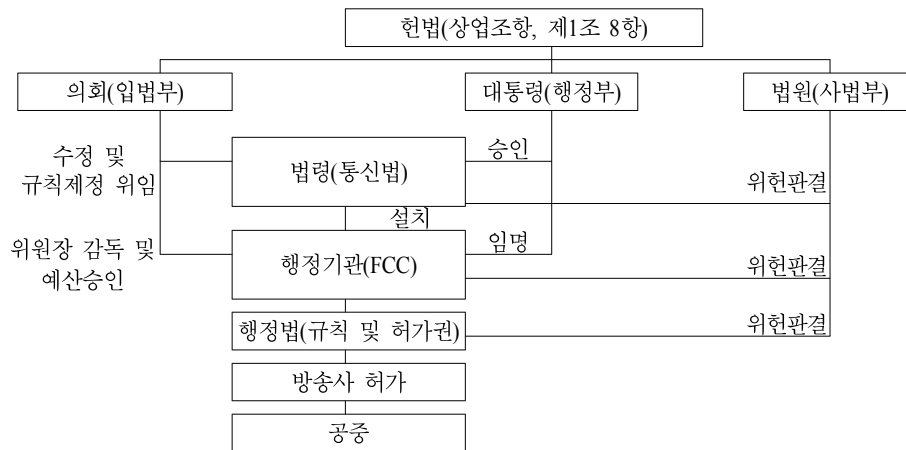 헌법(상업조항, 제1조 8항)
의회(입법부)
대통령(행정부)
법원(사법부)
수정 및
규칙제정 위임
법령(통신법)
승인
위헌판결
설치
위원장 감독 및
예산승인
행정기관(FCC)
임명
위헌판결
행정법(규칙 및 허가권)
위헌판결
방송사 허가
공중